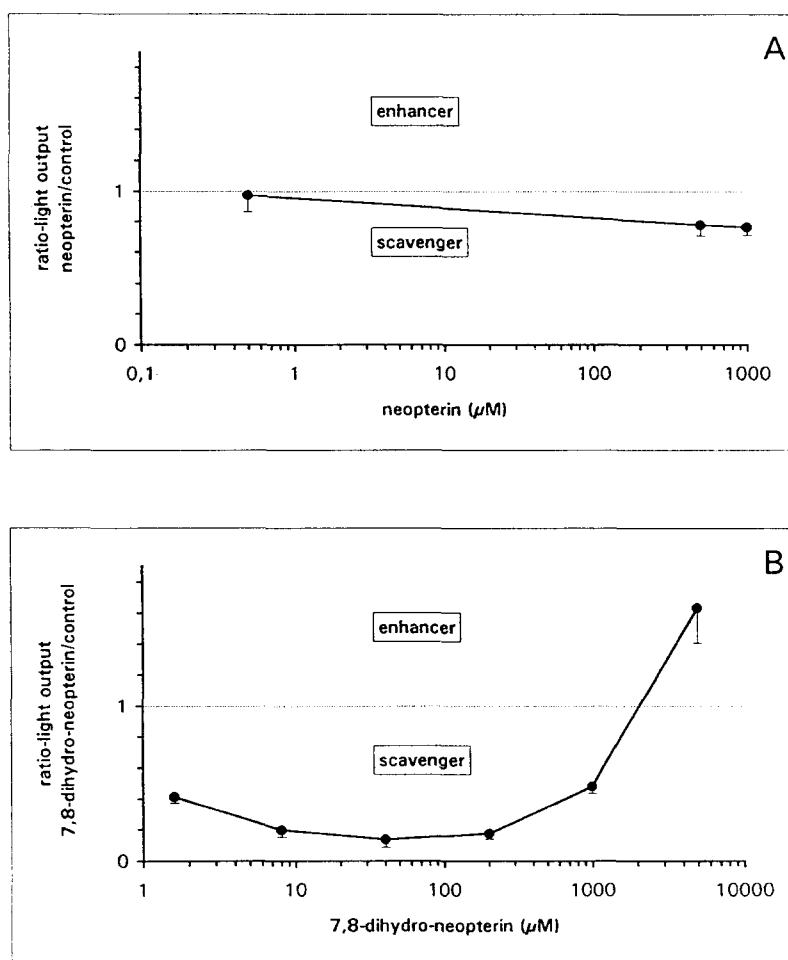 A
ratio-light output
neopterin/control
enhancer
1
scavenger
0
0,1 1 10 100 1000
neopterin (µM)
B
ratio-light output
7,8-dihydro-neopterin/control
enhancer
1
scavenger
0
1 10 100 1000 10000
7,8-dihydro-neopterin (µM)